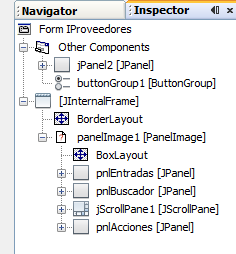 Navigator
Inspector
Form IProveedores
Other Components
jPanel2 [JPanel]
buttonGroup1 [ButtonGroup]
[JInternalFrame]
BorderLayout
panelImage1 [PanelImage]
BoxLayout
pnlEntradas [JPanel]
pnlBuscador [JPanel]
jScrollPane1 [JScrollPane]
pnlAcciones [JPanel]